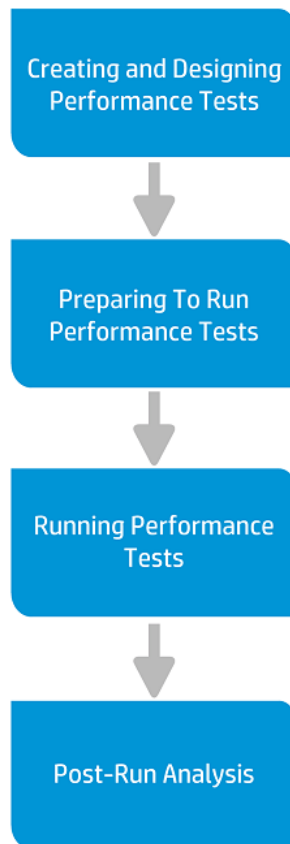 Creating and Designing
Performance Tests
Preparing To Run
Performance Tests
Running Performance
Tests
Post-Run Analysis